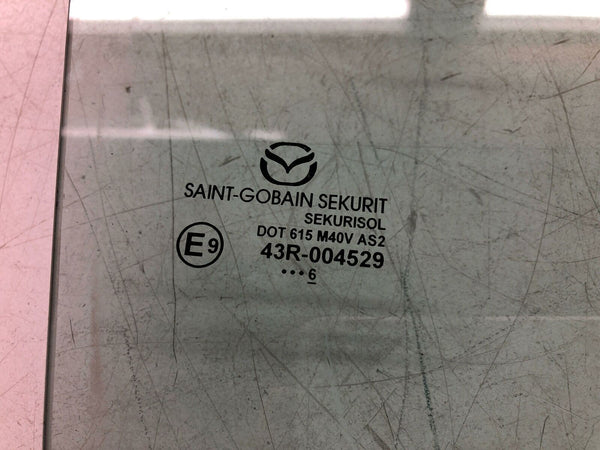 SAINT-GOBAIN SEKURIT
SEKURISOL
DOT 615 M40V AS2
E9
43R-004529
•••6